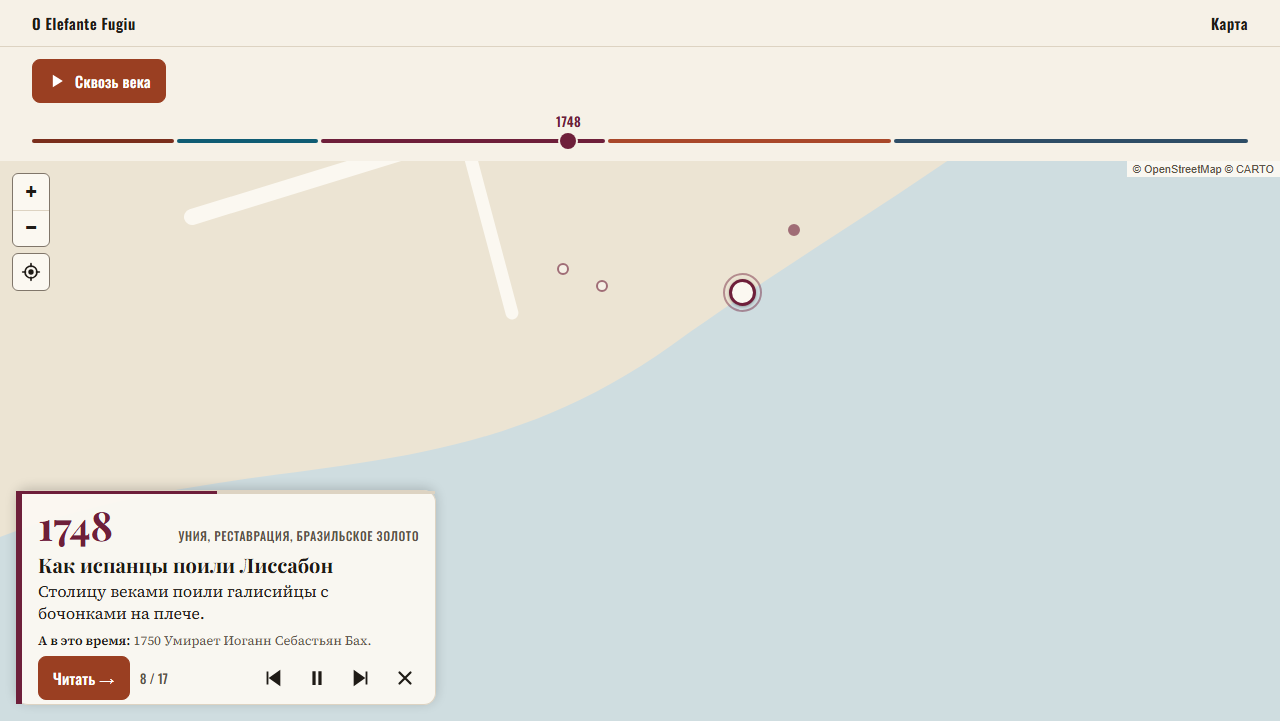 O Elefante Fugiu
Карта
Сквозь века
1748
© OpenStreetMap © CARTO
+
−
1748
УНИЯ, РЕСТАВРАЦИЯ, БРАЗИЛЬСКОЕ ЗОЛОТО
Как испанцы поили Лиссабон
Столицу веками поили галисийцы с
бочонками на плече.
А в это время: 1750 Умирает Иоганн Себастьян Бах.
Читать →
8 / 17